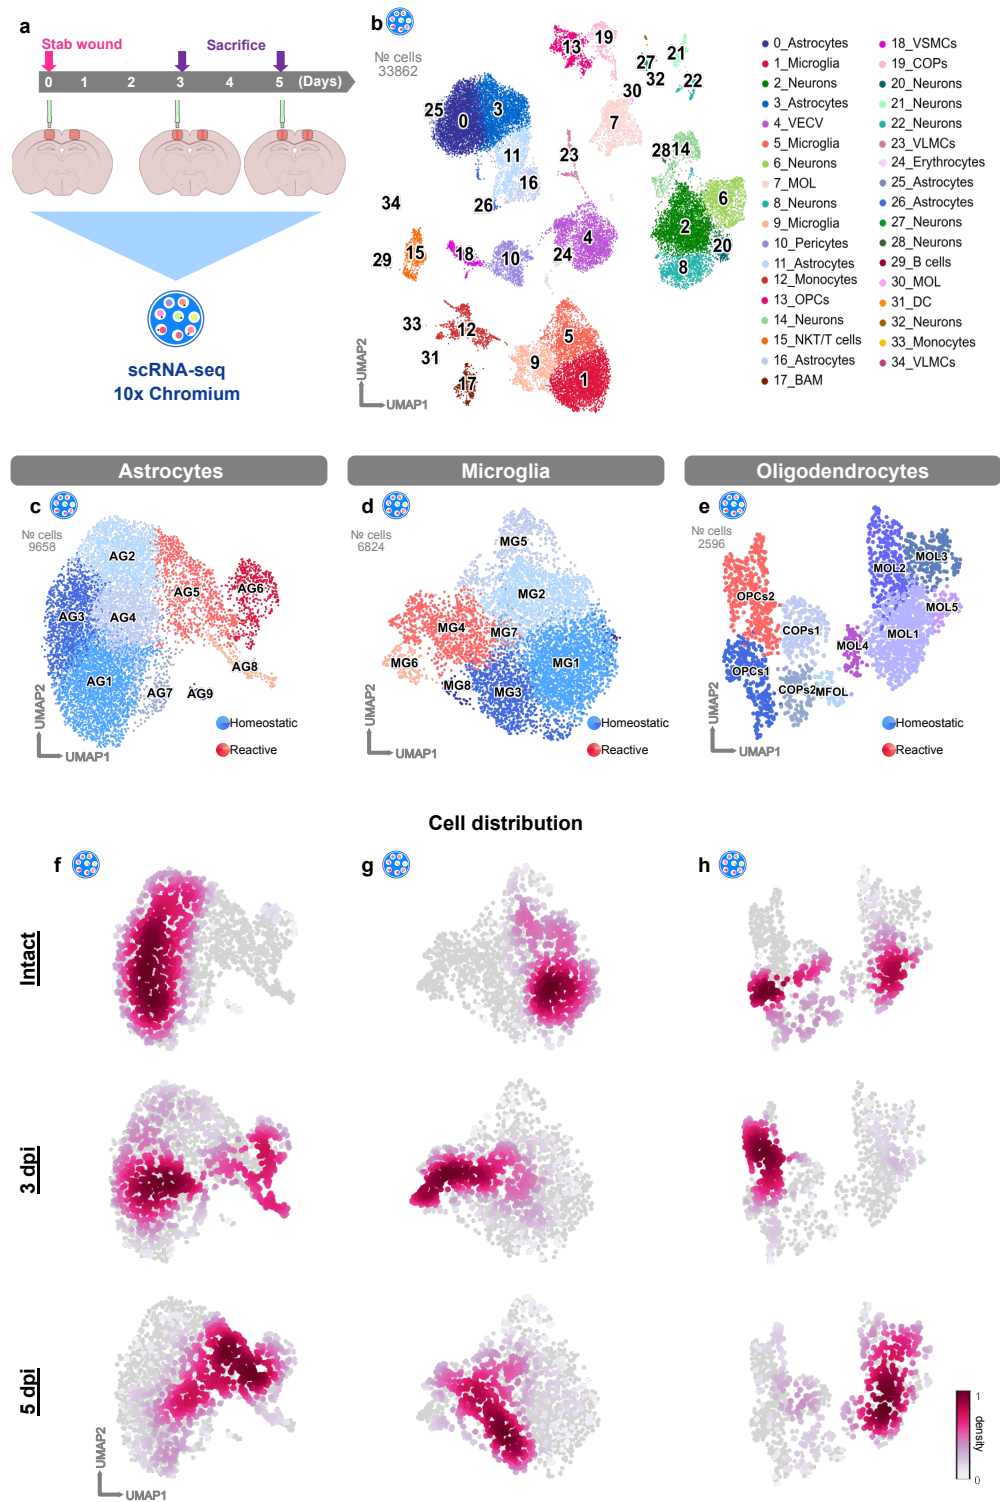 a
Stab wound
Sacrifice
0 1 2 3 4 5 (Days)
scRNA-seq
10x Chromium
b
№ cells
33862
13
19
27
21
32
22
30
25
0
3
7
11
16
23
28
14
26
34
6
2
20
8
4
24
29
15
18
10
33
12
31
17
5
9
1
UMAP2
UMAP1
0_Astrocytes
1_Microglia
2_Neurons
3_Astrocytes
4_VECV
5_Microglia
6_Neurons
7_MOL
8_Neurons
9_Microglia
10_Pericytes
11_Astrocytes
12_Monocytes
13_OPCs
14_Neurons
15_NKT/T cells
16_Astrocytes
17_BAM
18_VSMCs
19_COPs
20_Neurons
21_Neurons
22_Neurons
23_VLMCs
24_Erythrocytes
25_Astrocytes
26_Astrocytes
27_Neurons
28_Neurons
29_B cells
30_MOL
31_DC
32_Neurons
33_Monocytes
34_VLMCs
Astrocytes
c
№ cells
9658
AG2
AG5
AG6
AG3
AG4
AG8
AG1
AG7
AG9
Homeostatic
Reactive
UMAP2
UMAP1
Microglia
d
№ cells
6824
MG5
MG2
MG4
MG7
MG6
MG1
MG8
MG3
Homeostatic
Reactive
UMAP2
UMAP1
Oligodendrocytes
e
№ cells
2596
MOL3
MOL2
OPCs2
MOL5
COPs1
MOL1
MOL4
OPCs1
COPs2
MFOL
Homeostatic
Reactive
UMAP2
UMAP1
Cell distribution
f
g
h
Intact
3 dpi
5 dpi
UMAP2
UMAP1
1
density
0